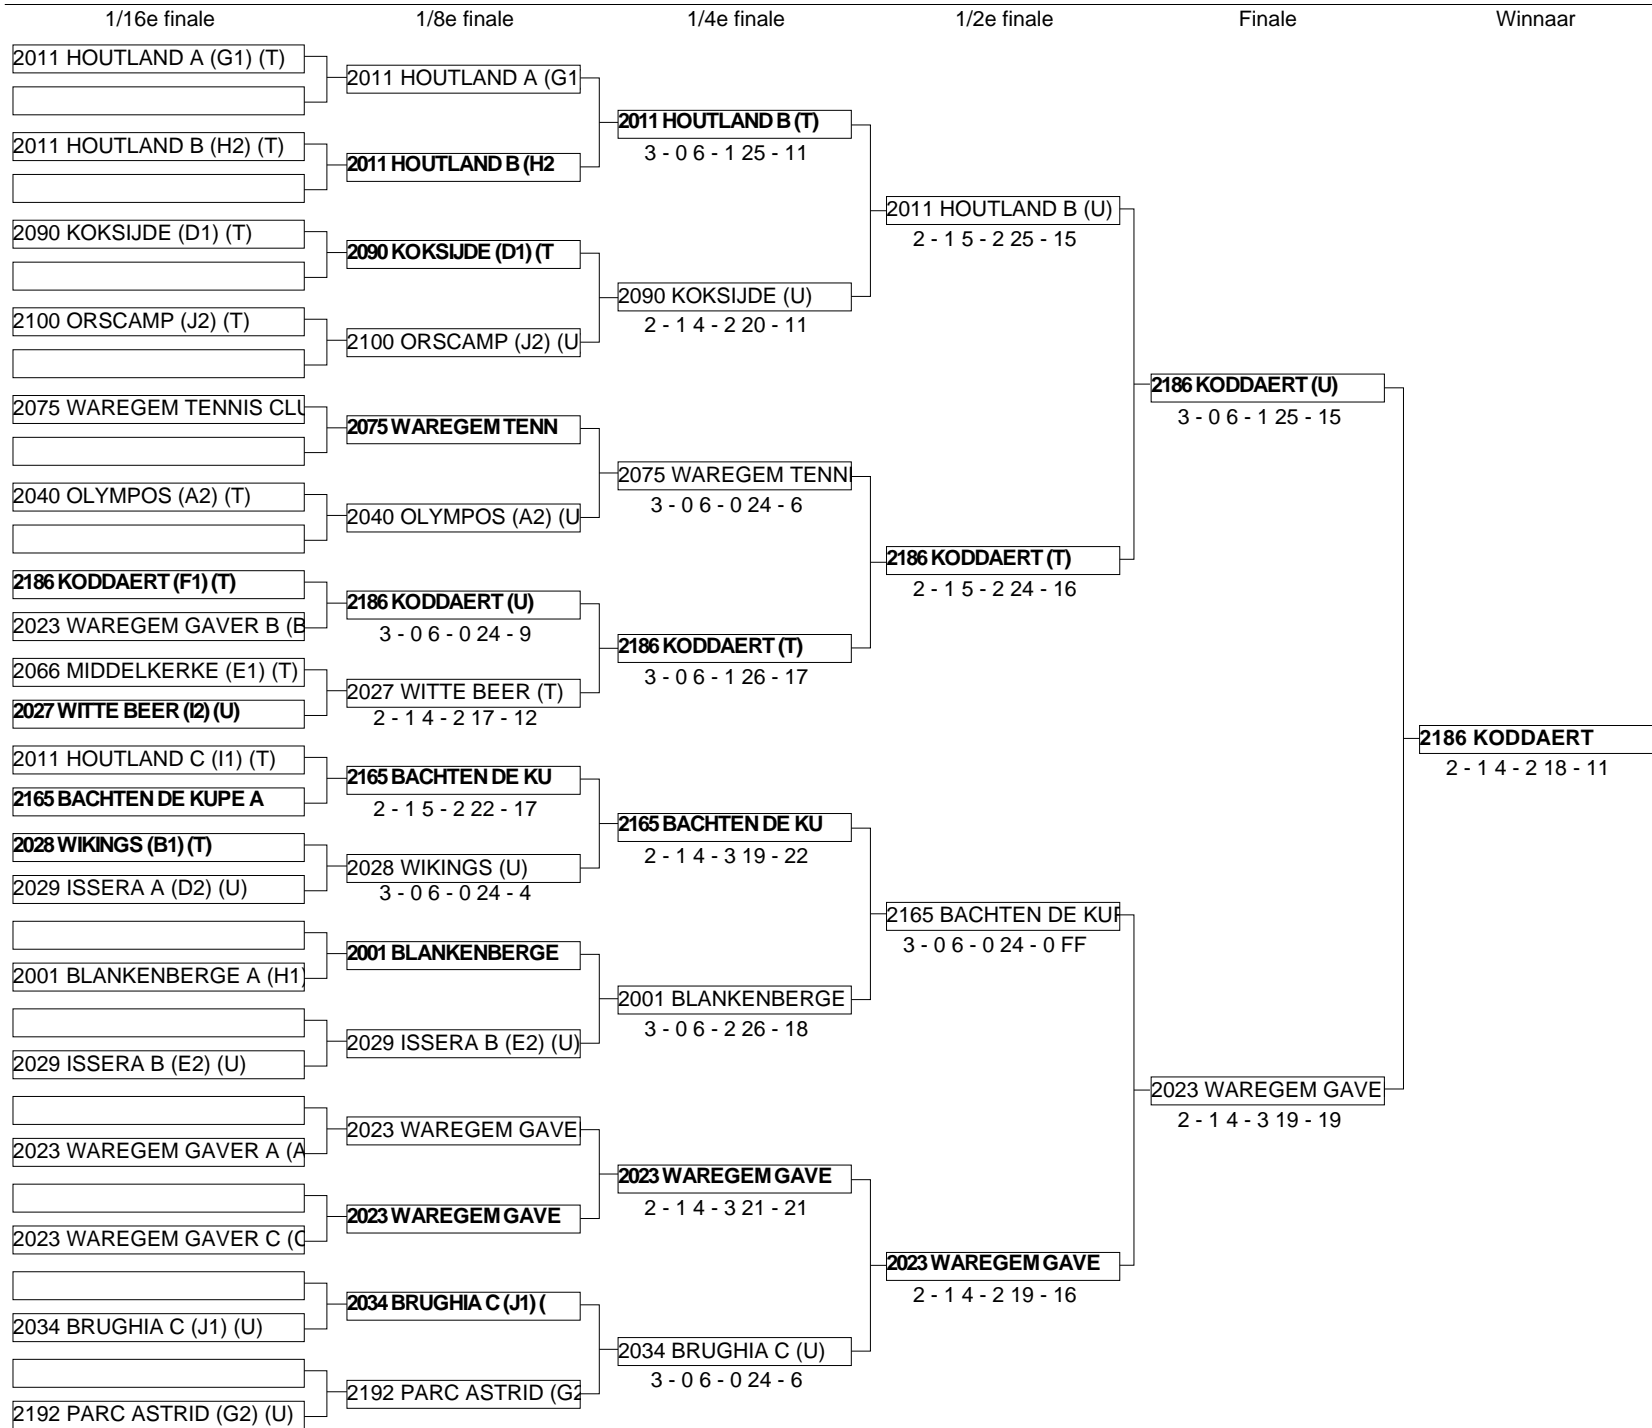 1/16e finale
1/8e finale
1/4e finale
1/2e finale
Finale
Winnaar
2011 HOUTLAND A (G1) (T)
2011 HOUTLAND B (H2) (T)
2090 KOKSIJDE (D1) (T)
2100 ORSCAMP (J2) (T)
2075 WAREGEM TENNIS CLU
2040 OLYMPOS (A2) (T)
2186 KODDAERT (F1) (T)
2023 WAREGEM GAVER B (B
2066 MIDDELKERKE (E1) (T)
2027 WITTE BEER (I2) (U)
2011 HOUTLAND C (I1) (T)
2165 BACHTEN DE KUPE A
2028 WIKINGS (B1) (T)
2029 ISSERA A (D2) (U)
2001 BLANKENBERGE A (H1)
2029 ISSERA B (E2) (U)
2023 WAREGEM GAVER A (A
2023 WAREGEM GAVER C (C
2034 BRUGHIA C (J1) (U)
2192 PARC ASTRID (G2) (U)
2011 HOUTLAND A (G1
2011 HOUTLAND B (H2
2090 KOKSIJDE (D1) (T
2100 ORSCAMP (J2) (U
2075 WAREGEM TENN
2040 OLYMPOS (A2) (U
2186 KODDAERT (U)
3 - 0 6 - 0 24 - 9
2027 WITTE BEER (T)
2 - 1 4 - 2 17 - 12
2165 BACHTEN DE KU
2 - 1 5 - 2 22 - 17
2028 WIKINGS (U)
3 - 0 6 - 0 24 - 4
2001 BLANKENBERGE
2029 ISSERA B (E2) (U)
2023 WAREGEM GAVE
2023 WAREGEM GAVE
2034 BRUGHIA C (J1) (
2192 PARC ASTRID (G2
2011 HOUTLAND B (T)
3 - 0 6 - 1 25 - 11
2090 KOKSIJDE (U)
2 - 1 4 - 2 20 - 11
2075 WAREGEM TENNI
3 - 0 6 - 0 24 - 6
2186 KODDAERT (T)
3 - 0 6 - 1 26 - 17
2165 BACHTEN DE KU
2 - 1 4 - 3 19 - 22
2001 BLANKENBERGE
3 - 0 6 - 2 26 - 18
2023 WAREGEM GAVE
2 - 1 4 - 3 21 - 21
2034 BRUGHIA C (U)
3 - 0 6 - 0 24 - 6
2011 HOUTLAND B (U)
2 - 1 5 - 2 25 - 15
2186 KODDAERT (T)
2 - 1 5 - 2 24 - 16
2165 BACHTEN DE KUP
3 - 0 6 - 0 24 - 0 FF
2023 WAREGEM GAVE
2 - 1 4 - 2 19 - 16
2186 KODDAERT (U)
3 - 0 6 - 1 25 - 15
2023 WAREGEM GAVE
2 - 1 4 - 3 19 - 19
2186 KODDAERT
2 - 1 4 - 2 18 - 11